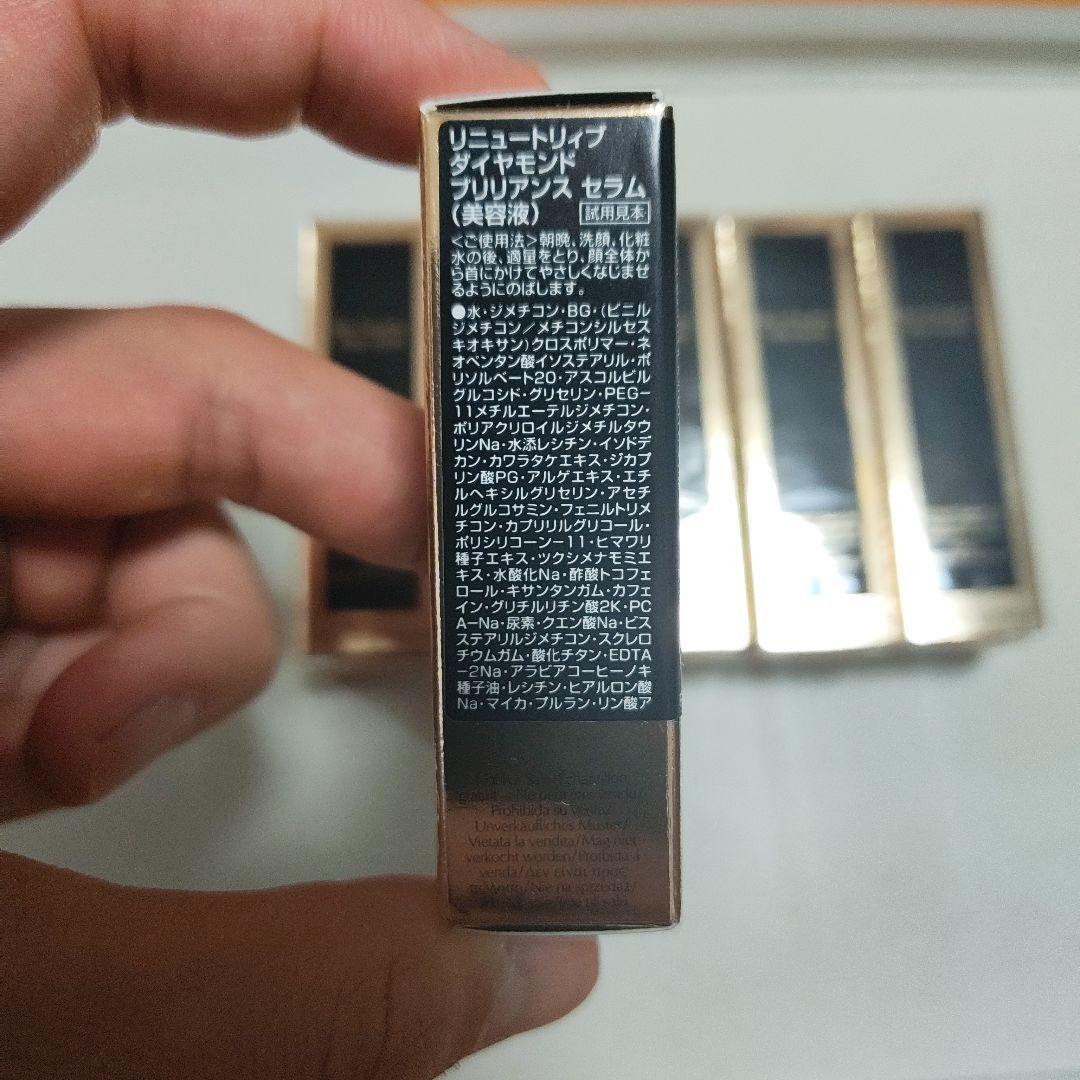 リニュートリィブ
ダイヤモンド
ブリリアンス セラム
(美容液) 試用見本
<ご使用法>朝晩、洗顔、化粧
水の後、適量をとり、顔全体か
ら首にかけてやさしくなじませ
るようにのばします。
●水・ジメチコン・BG・(ビニル
ジメチコン/メチコンシルセス
キオキサン)クロスポリマー・ネ
オペンタン酸イソステアリル・ポ
リソルベート20・アスコルビル
グルコシド・グリセリン・PEG-
11メチルエーテルジメチコン・
ポリアクリロイルジメチルタウ
リンNa・水添レシチン・イソドデ
カン・カワラタケエキス・ジカプ
リン酸PG・アルゲエキス・エチ
ルヘキシルグリセリン・アセチ
ルグルコサミン・フェニルトリメ
チコン・カプリリルグリコール・
ポリシリコーン-11・ヒマワリ
種子エキス・ツクシメナモミエ
キス・水酸化Na・酢酸トコフェ
ロール・キサンタンガム・カフェ
イン・グリチルリチン酸2K・PC
A-Na・尿素・クエン酸Na・ビス
ステアリルジメチコン・スクレロ
チウムガム・酸化チタン・EDTA
-2Na・アラビアコーヒーノキ
種子油・レシチン・ヒアルロン酸
Na・マイカ・プルラン・リン酸ア
Prohibida su venta/
Unverkäufliches Muster/
Vietata la vendita/Mag niet
verkocht worden/Proibida a
venda/Δεν είναι προς
πώληση/Nie na sprzedaż/